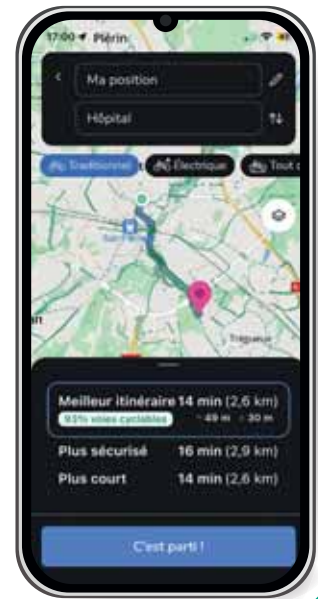 17:00 Plérin
Ma position
Hôpital
Traditionnel Électrique Tout
Trégueux
Meilleur itinéraire 14 min (2,6 km)
93% voies cyclables 49 m 30 m
Plus sécurisé 16 min (2,9 km)
Plus court 14 min (2,6 km)
C'est parti !